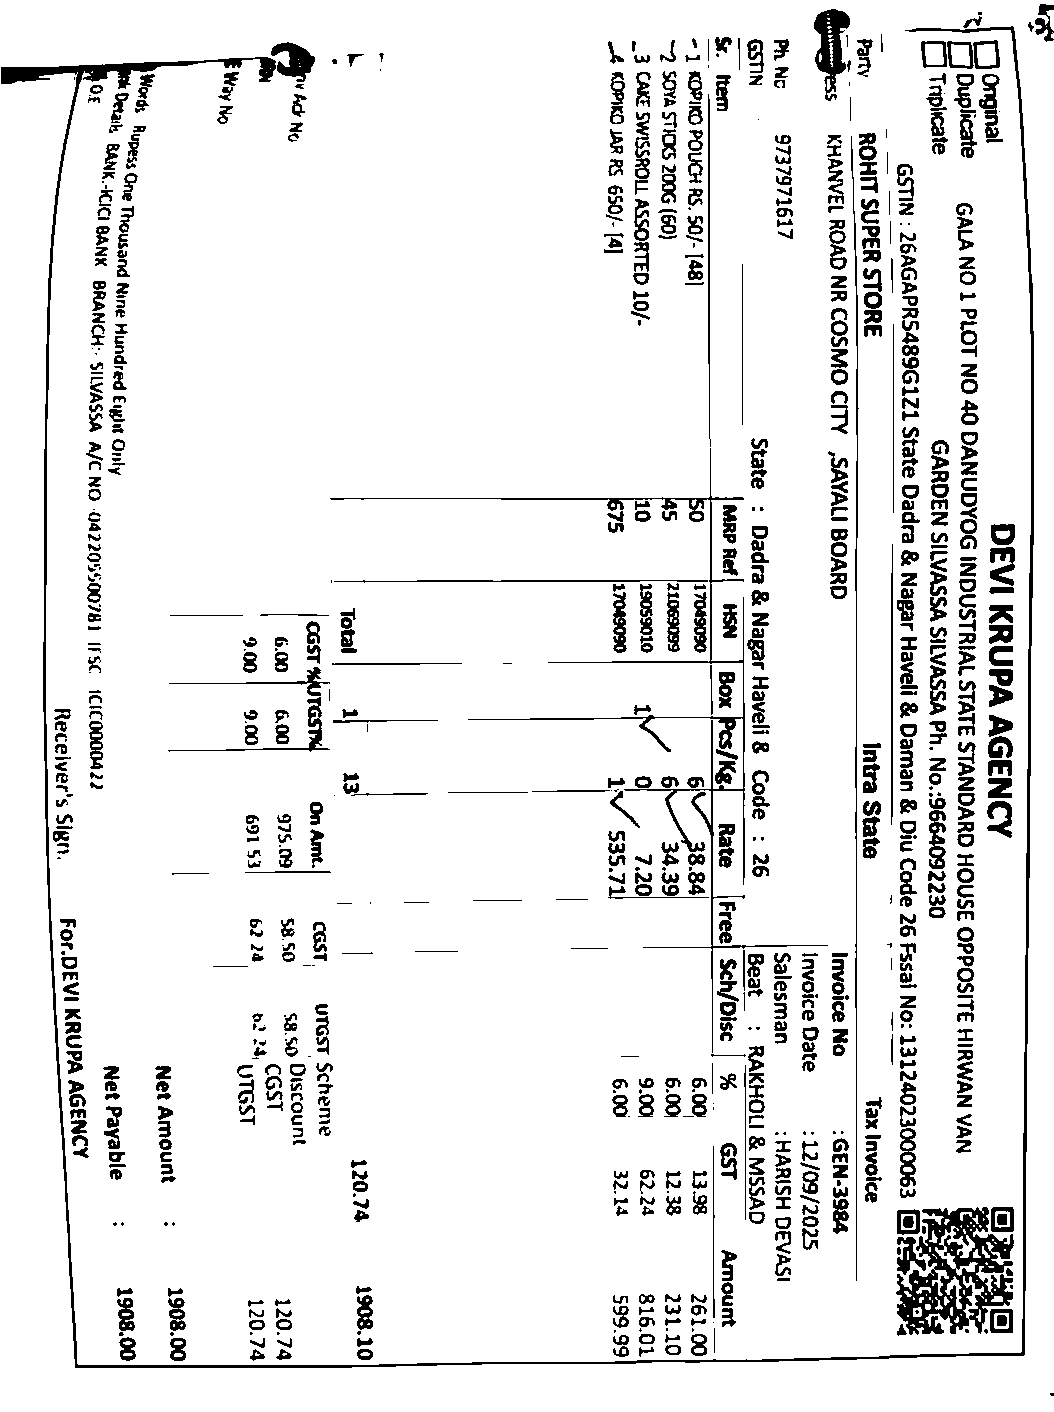 DEVI KRUPA AGENCY
Original
Duplicate
Triplicate
GALA NO 1 PLOT NO 40 DANUDYOG INDUSTRIAL STATE STANDARD HOUSE OPPOSITE HIRWAN VAN
GARDEN SILVASSA SILVASSA Ph. No.:9664092230
GSTIN : 26AGAPR5489G1Z1 State Dadra & Nagar Haveli & Daman & Diu Code 26 Fssai No: 13124023000063
Intra State Tax Invoice
Party ROHIT SUPER STORE
ress KHANVEL ROAD NR COSMO CITY ,SAYALI BOARD
Invoice No :GEN-3984
Invoice Date :12/09/2025
Ph No 9737971617
Salesman :HARISH DEVASI
GSTIN State : Dadra & Nagar Haveli & Code : 26 Beat : RAKHOLI & MSSAD
Sr. Item MRP Ref HSN Box Pcs/Kg. Rate Free Sch/Disc % GST Amount
1 KOPIKO POUCH RS. 50/- [48] 50 17049090 6 38.84 6.00 13.98 261.00
2 SOYA STICKS 200G (60) 45 21069099 6 34.39 6.00 12.38 231.10
3 CAKE SWISSROLL ASSORTED 10/- 10 19059010 1 0 7.20 9.00 62.24 816.01
4 KOPIKO JAR RS 650/- [4] 675 17049090 1 535.71 6.00 32.14 599.99
Total 1 13 120.74 1908.10
CGST % UTGST% On Amt. CGST UTGST Scheme
6.00 6.00 975.09 58.50 58.50 Discount
9.00 9.00 691.53 62.24 62.24
CGST 120.74
UTGST 120.74
Adr No
Way No
Net Amount : 1908.00
Words Rupess One Thousand Nine Hundred Eight Only
Net Payable : 1908.00
Details BANK.-ICICI BANK BRANCH:- SILVASSA A/C NO -042205500781 IFSC ICIC0000422
O.E
Receiver's Sign. For.DEVI KRUPA AGENCY